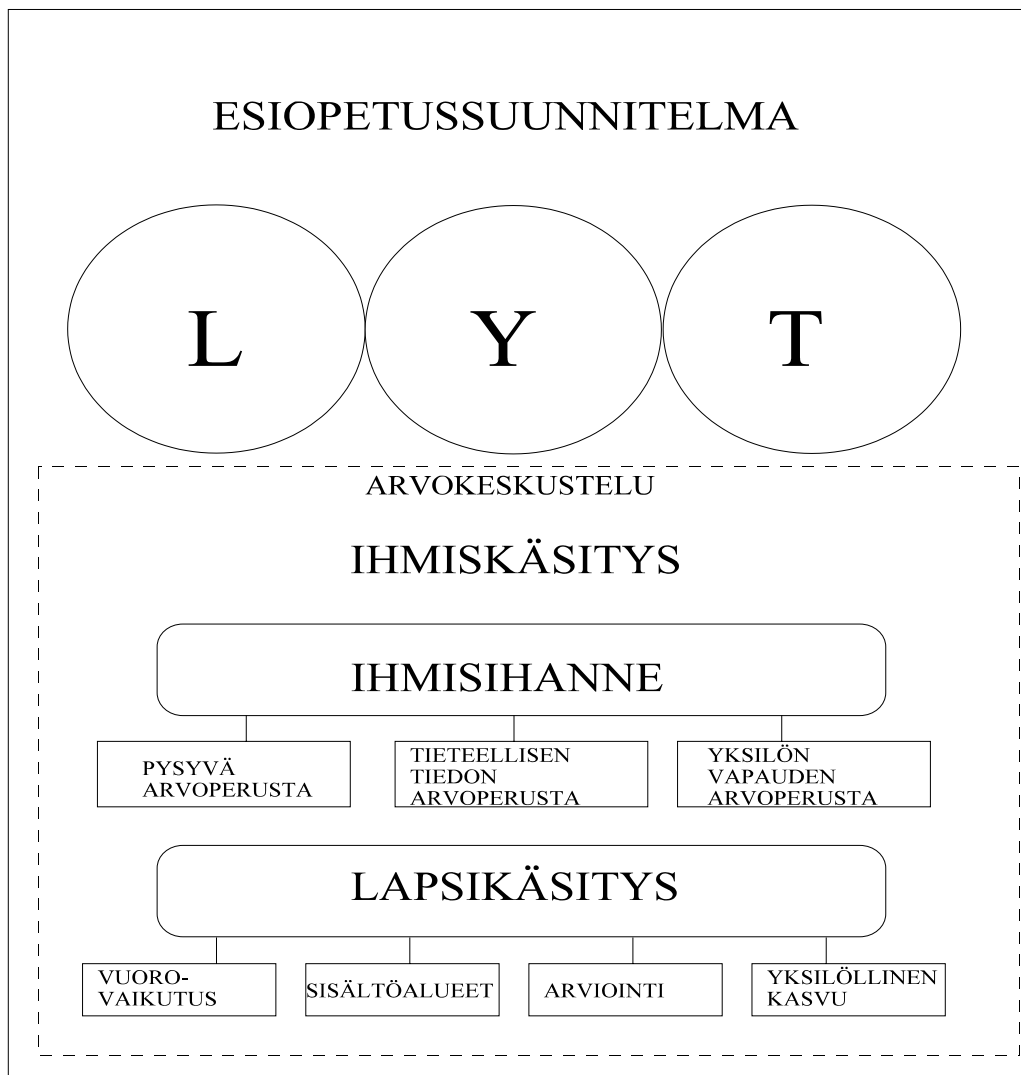 ESIOPETUSSUUNNITELMA
L
Y
T
ARVOKESKUSTELU
IHMISKÄSITYS
IHMISIHANNE
PYSYVÄ
ARVOPERUSTA
TIETEELLISEN
TIEDON
ARVOPERUSTA
YKSILÖN
VAPAUDEN
ARVOPERUSTA
LAPSIKÄSITYS
VUORO-
VAIKUTUS
SISÄLTÖALUEET
ARVIOINTI
YKSILÖLLINEN
KASVU